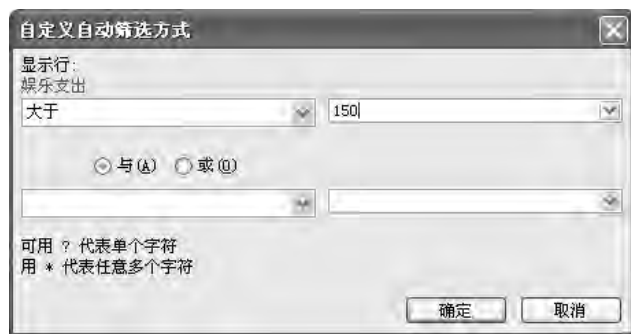 自定义自动筛选方式
显示行:
娱乐支出
大于 150
与(A) 或(O)
可用 ? 代表单个字符
用 * 代表任意多个字符
确定 取消